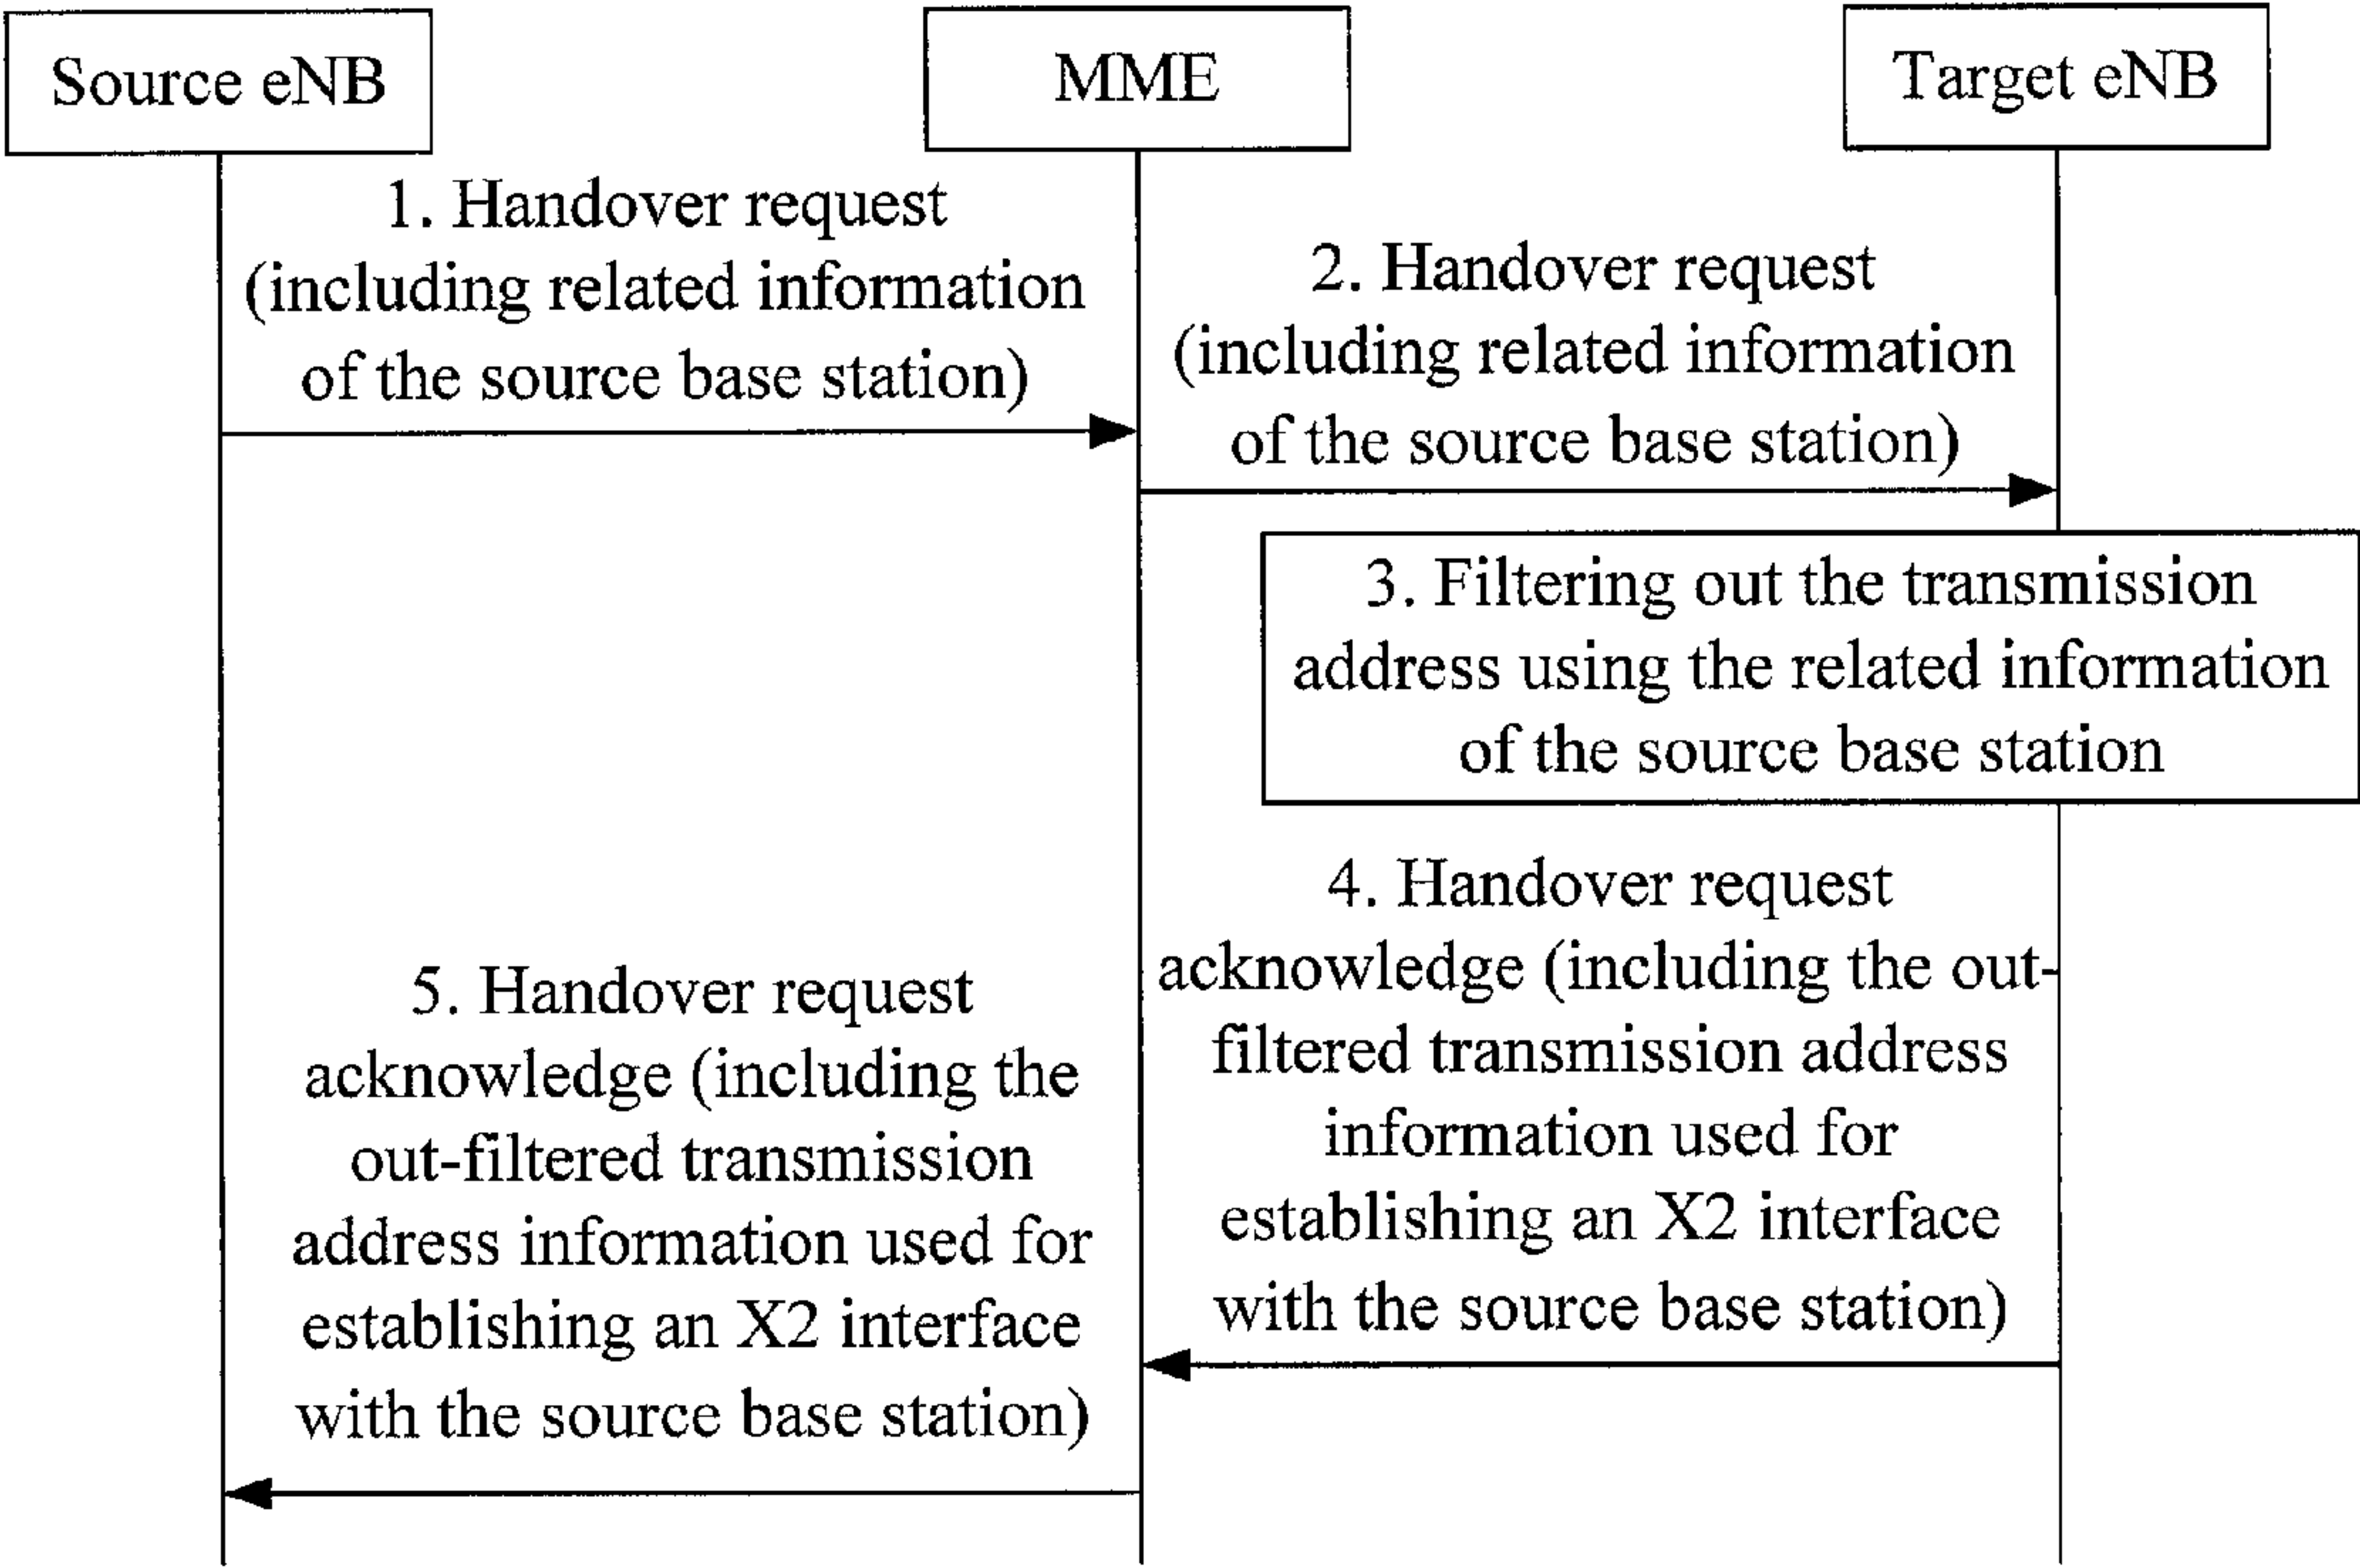 Source eNB
MME
Target eNB
1. Handover request
(including related information
of the source base station)
2. Handover request
(including related information
of the source base station)
3. Filtering out the transmission
address using the related information
of the source base station
4. Handover request
acknowledge (including the out-
filtered transmission address
information used for
establishing an X2 interface
with the source base station)
5. Handover request
acknowledge (including the
out-filtered transmission
address information used for
establishing an X2 interface
with the source base station)